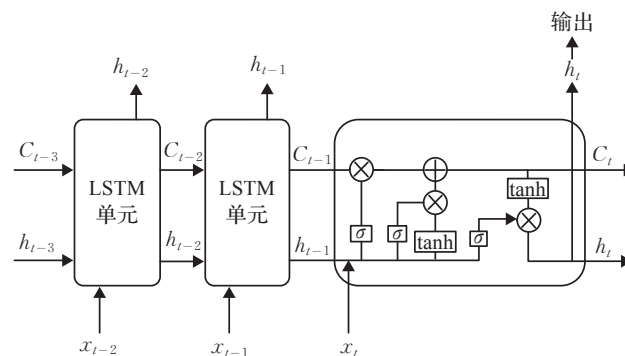 输出
h_{t-2}
h_{t-1}
h_t
C_{t-3}
C_{t-2}
C_{t-1}
C_t
LSTM
单元
LSTM
单元
tanh
σ
σ
tanh
σ
h_{t-3}
h_{t-2}
h_{t-1}
h_t
x_{t-2}
x_{t-1}
x_t